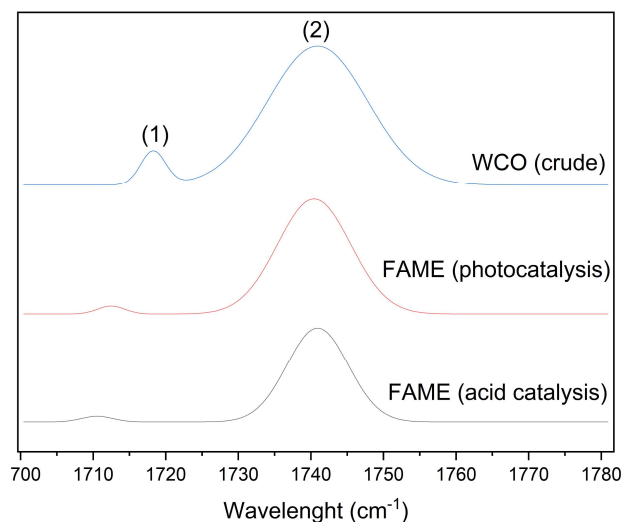 (2)
(1)
WCO (crude)
FAME (photocatalysis)
FAME (acid catalysis)
700 1710 1720 1730 1740 1750 1760 1770 1780
Wavelenght (cm⁻¹)